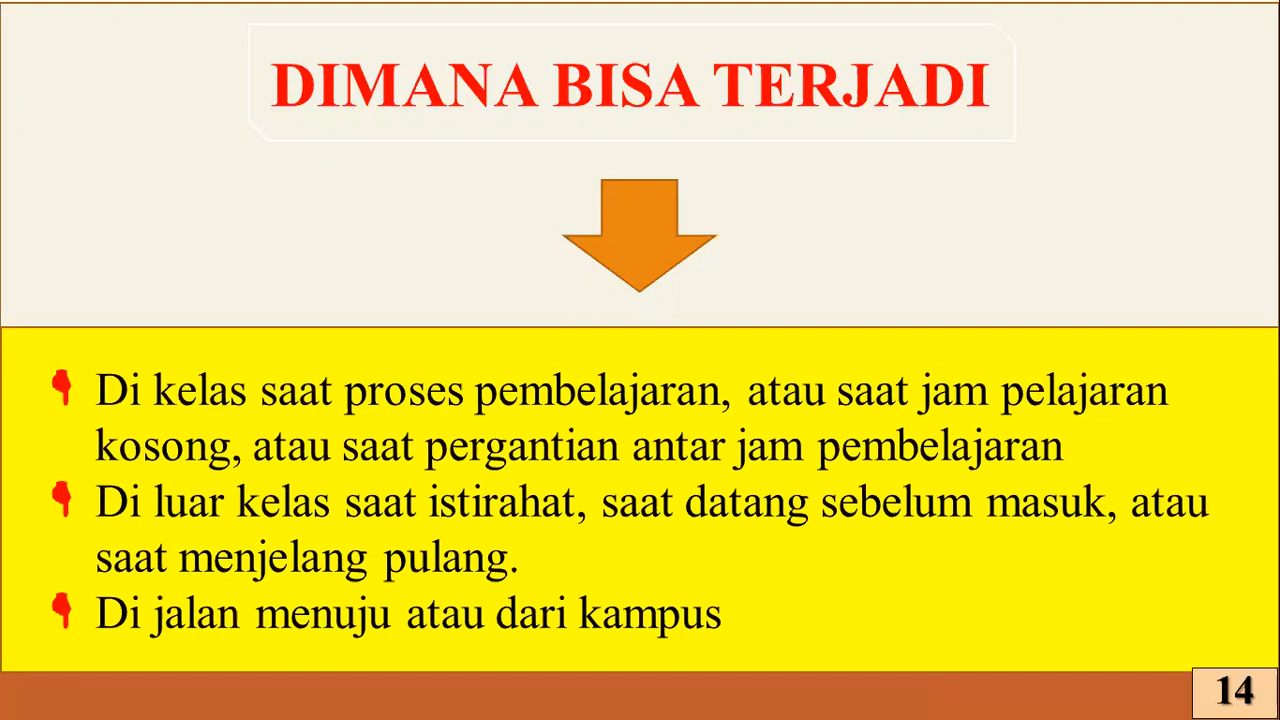 DIMANA BISA TERJADI
Di kelas saat proses pembelajaran, atau saat jam pelajaran
kosong, atau saat pergantian antar jam pembelajaran
Di luar kelas saat istirahat, saat datang sebelum masuk, atau
saat menjelang pulang.
Di jalan menuju atau dari kampus
14